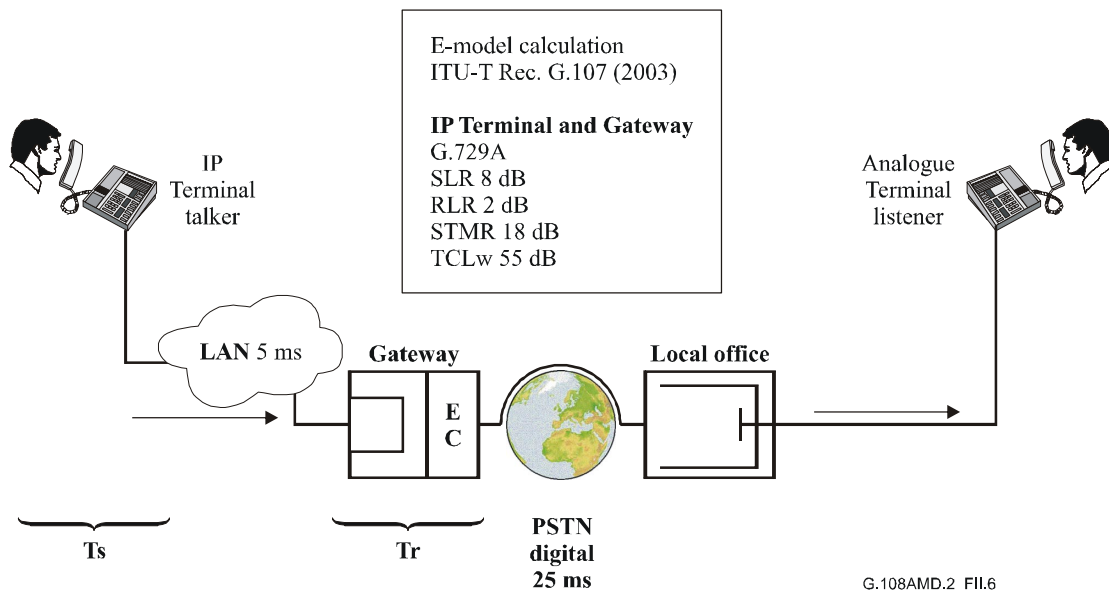 E-model calculation
ITU-T Rec. G.107 (2003)
IP Terminal and Gateway
G.729A
SLR 8 dB
RLR 2 dB
STMR 18 dB
TCLw 55 dB
IP
Terminal
talker
Analogue
Terminal
listener
LAN 5 ms
Gateway
Local office
E
C
Ts
Tr
PSTN
digital
25 ms
G.108AMD.2 FII.6